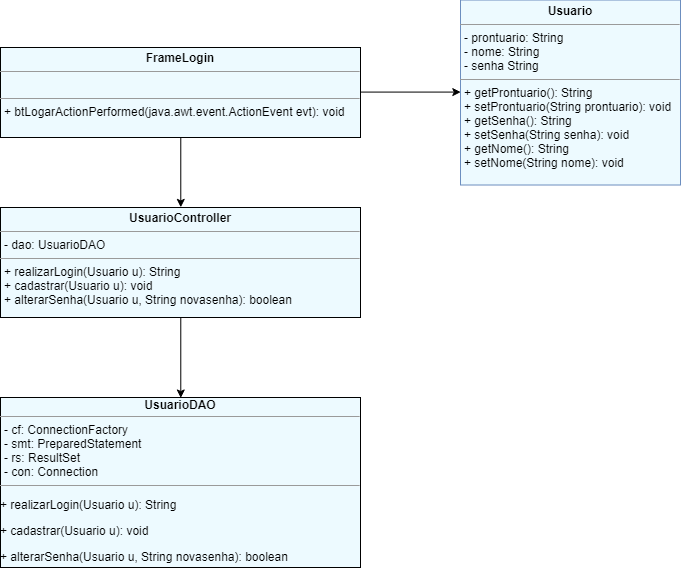 Usuario
- prontuario: String
- nome: String
- senha String
+ getProntuario(): String
+ setProntuario(String prontuario): void
+ getSenha(): String
+ setSenha(String senha): void
+ getNome(): String
+ setNome(String nome): void
FrameLogin
+ btLogarActionPerformed(java.awt.event.ActionEvent evt): void
UsuarioController
- dao: UsuarioDAO
+ realizarLogin(Usuario u): String
+ cadastrar(Usuario u): void
+ alterarSenha(Usuario u, String novasenha): boolean
UsuarioDAO
- cf: ConnectionFactory
- smt: PreparedStatement
- rs: ResultSet
- con: Connection
+ realizarLogin(Usuario u): String
+ cadastrar(Usuario u): void
+ alterarSenha(Usuario u, String novasenha): boolean